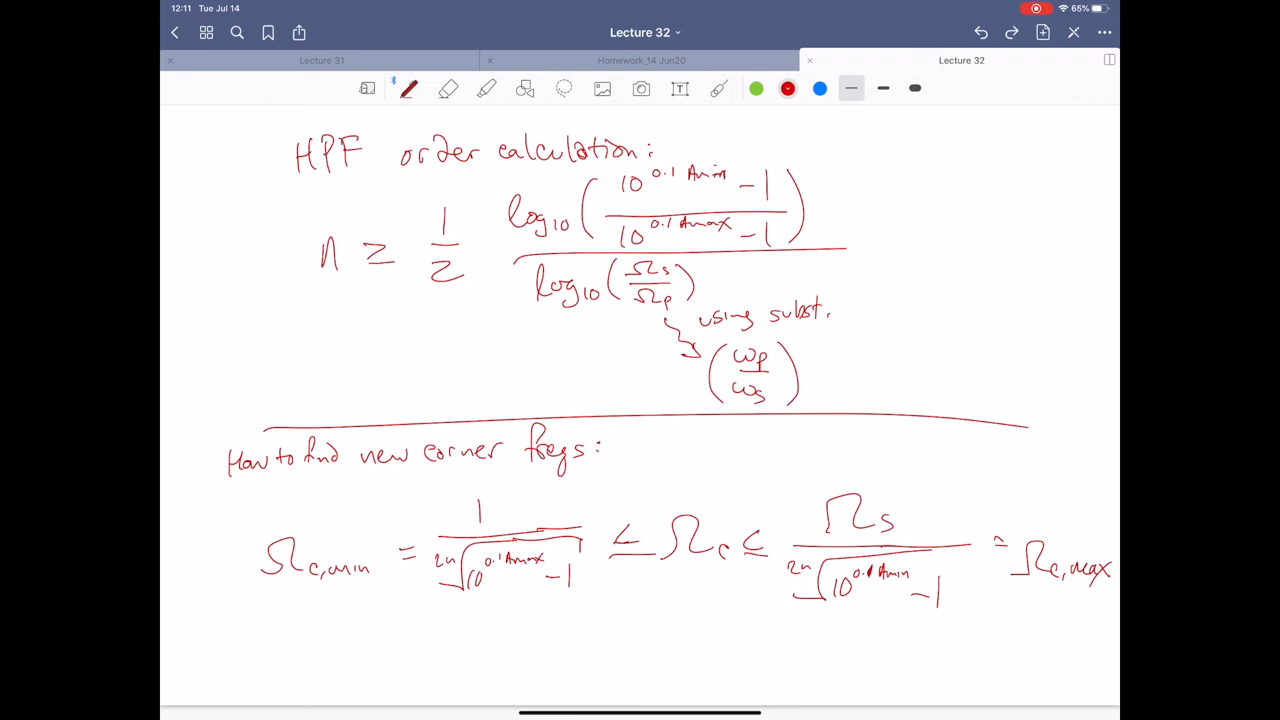 12:11 Tue Jul 14
65%
Lecture 32
Lecture 31
Homework_14 Jun20
Lecture 32
HPF order calculation:
n ≥ 1/2 log10((10^0.1 Amin − 1)/(10^0.1 Amax − 1)) / log10(Ωs/Ωp)
using subst.
(ωp/ωs)
How to find new corner freqs:
Ωc,min = 1/(2n√(10^0.1Amax − 1)) ≤ Ωc ≤ Ωs/(2n√(10^0.1 Amin − 1)) = Ωc,max